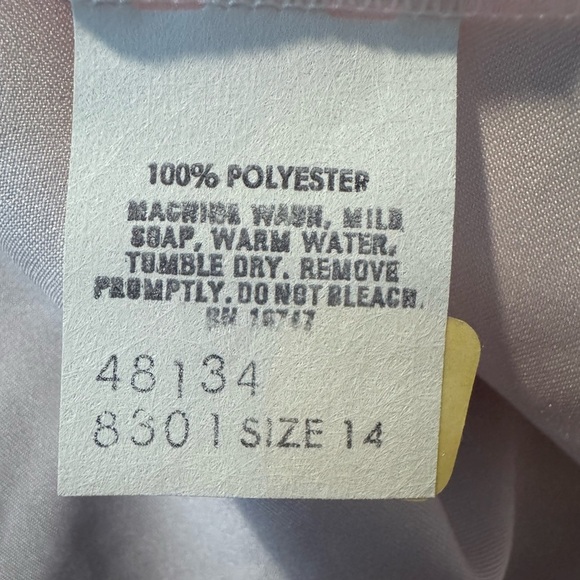 100% POLYESTER
MACHINE WASH, MILD
SOAP, WARM WATER,
TUMBLE DRY. REMOVE
PROMPTLY. DO NOT BLEACH.
RN
48134
8301 SIZE 14